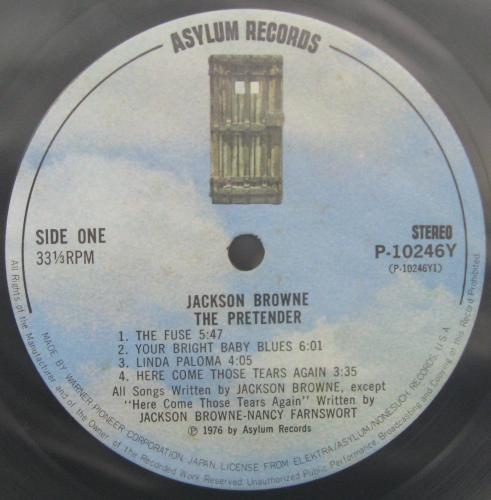 ASYLUM RECORDS
SIDE ONE
33⅓RPM
STEREO
P-10246Y
(P-10246Y1)
JACKSON BROWNE
THE PRETENDER
1. THE FUSE 5:47
2. YOUR BRIGHT BABY BLUES 6:01
3. LINDA PALOMA 4:05
4. HERE COME THOSE TEARS AGAIN 3:35
All Songs Written by JACKSON BROWNE, except
"Here Come Those Tears Again" Written by
JACKSON BROWNE-NANCY FARNSWORT
Ⓟ 1976 by Asylum Records
MADE BY WARNER-PIONEER CORPORATION, JAPAN. LICENSE FROM ELEKTRA/ASYLUM/NONESUCH RECORDS, U.S.A.
All Rights of the Manufacturer and of the Owner of the Recorded Work Reserved. Unauthorized Public Performance, Broadcasting and Copying of this Record Prohibited.